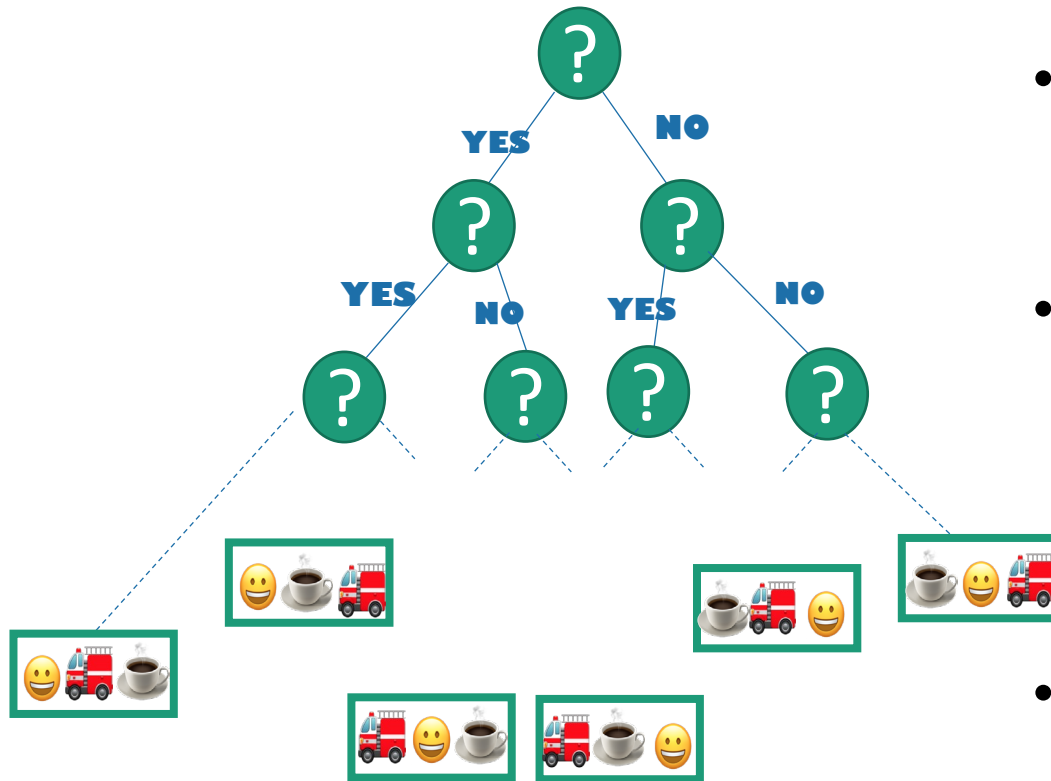 ?
YES NO
? ?
YES NO YES NO
? ? ? ?